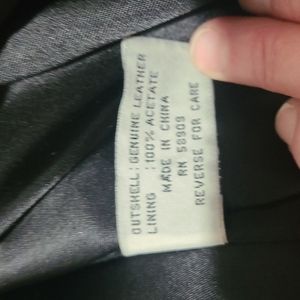 OUTSHELL: GENUINE LEATHER
LINING : 100% ACETATE
MADE IN CHINA
RN 58909
REVERSE FOR CARE